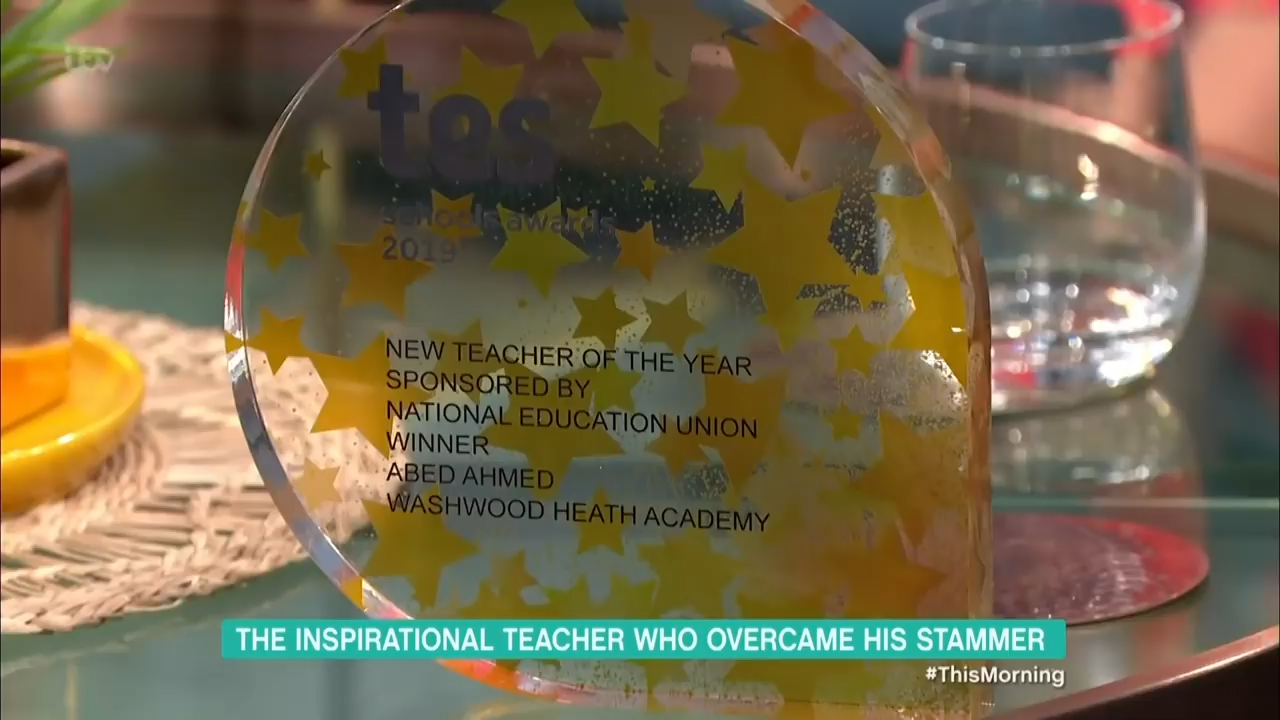 itv
tes
schools awards
2019
NEW TEACHER OF THE YEAR
SPONSORED BY
NATIONAL EDUCATION UNION
WINNER
ABED AHMED
WASHWOOD HEATH ACADEMY
THE INSPIRATIONAL TEACHER WHO OVERCAME HIS STAMMER
#ThisMorning